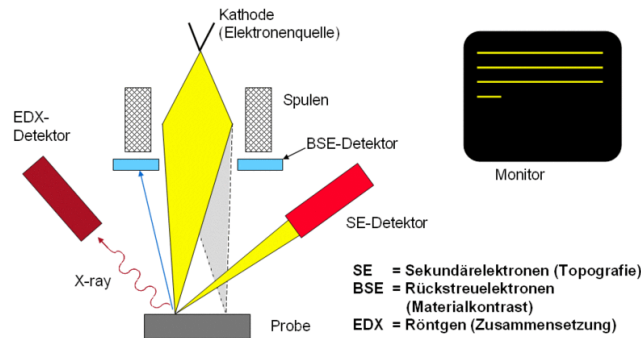 Kathode
(Elektronenquelle)
Spulen
EDX-
Detektor
BSE-Detektor
Monitor
SE-Detektor
X-ray
Probe
SE = Sekundärelektronen (Topografie)
BSE = Rückstreuelektronen
(Materialkontrast)
EDX = Röntgen (Zusammensetzung)